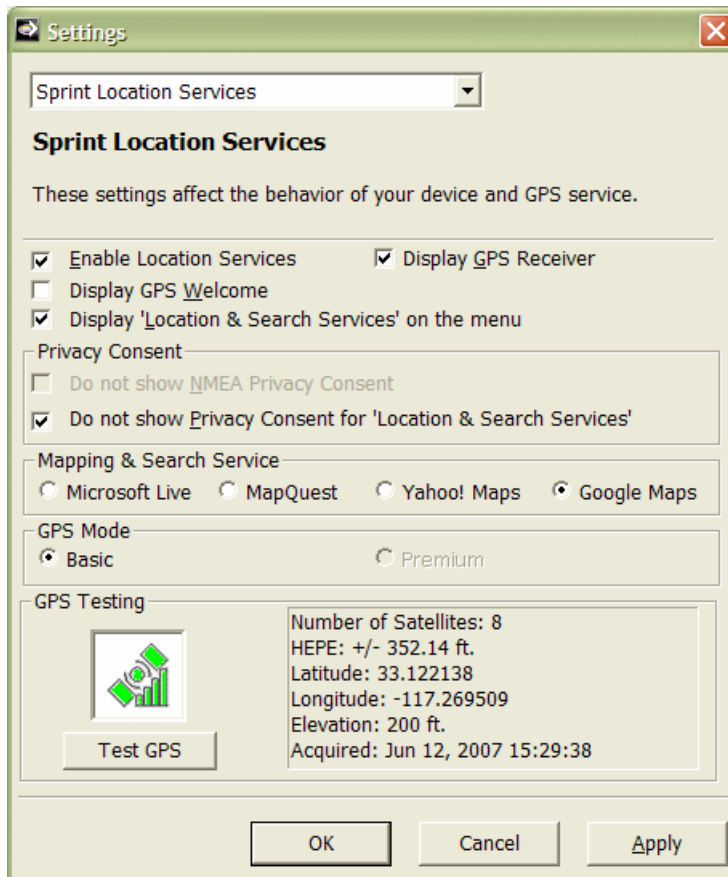 Settings
Sprint Location Services
Sprint Location Services
These settings affect the behavior of your device and GPS service.
Enable Location Services Display GPS Receiver
Display GPS Welcome
Display 'Location & Search Services' on the menu
Privacy Consent
Do not show NMEA Privacy Consent
Do not show Privacy Consent for 'Location & Search Services'
Mapping & Search Service
Microsoft Live MapQuest Yahoo! Maps Google Maps
GPS Mode
Basic Premium
GPS Testing
Number of Satellites: 8
HEPE: +/- 352.14 ft.
Latitude: 33.122138
Longitude: -117.269509
Elevation: 200 ft.
Acquired: Jun 12, 2007 15:29:38
Test GPS
OK Cancel Apply